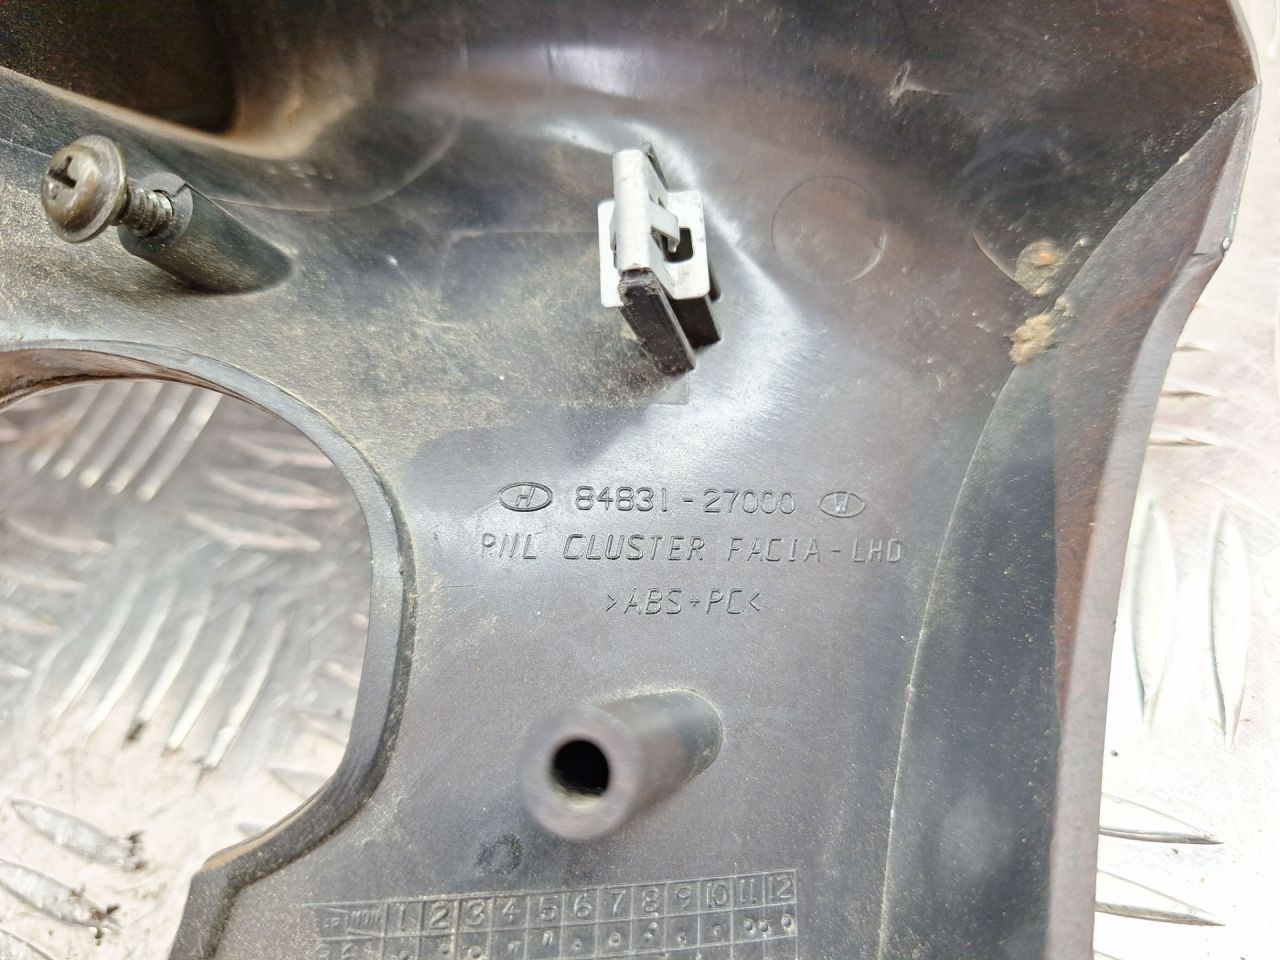 H 84831-27000 W
PNL CLUSTER FACIA-LHD
>ABS+PC<
1 2 3 4 5 6 7 8 9 10 11 12